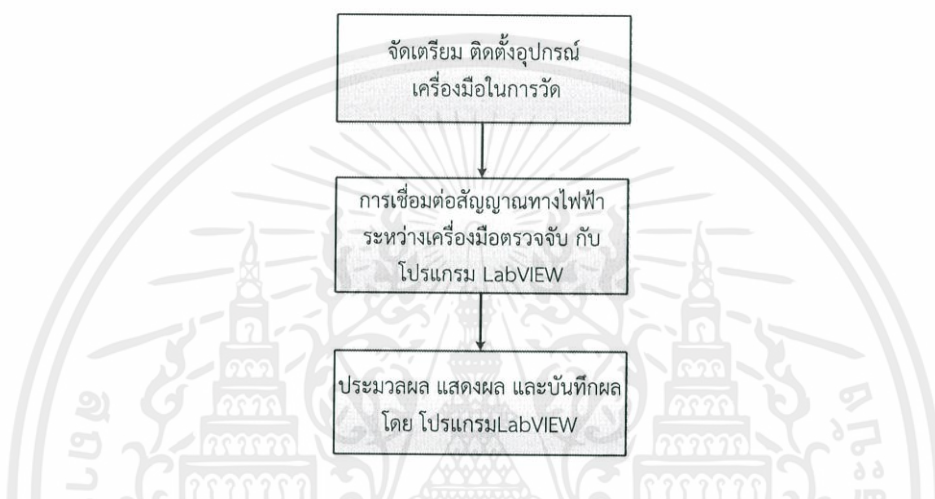 จัดเตรียม ติดตั้งอุปกรณ์
เครื่องมือในการวัด
การเชื่อมต่อสัญญาณทางไฟฟ้า
ระหว่างเครื่องมือตรวจจับ กับ
โปรแกรม LabVIEW
ประมวลผล แสดงผล และบันทึกผล
โดย โปรแกรมLabVIEW